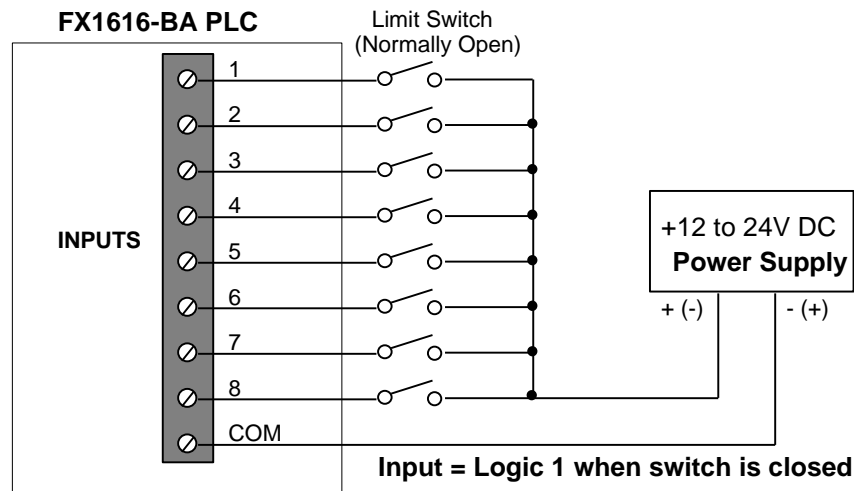 FX1616-BA PLC
Limit Switch
(Normally Open)
1
2
3
4
INPUTS
5
6
7
8
COM
+12 to 24V DC
Power Supply
+ (-)
- (+)
Input = Logic 1 when switch is closed